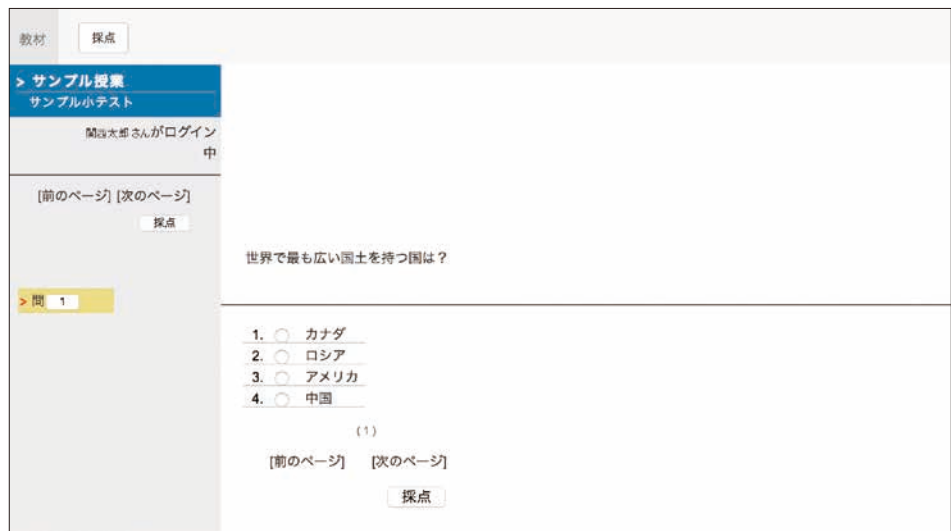 教材
採点
> サンプル授業
サンプル小テスト
関西太郎さんがログイン
中
[前のページ] [次のページ]
採点
世界で最も広い国土を持つ国は?
> 問 1
1. カナダ
2. ロシア
3. アメリカ
4. 中国
(1)
[前のページ] [次のページ]
採点